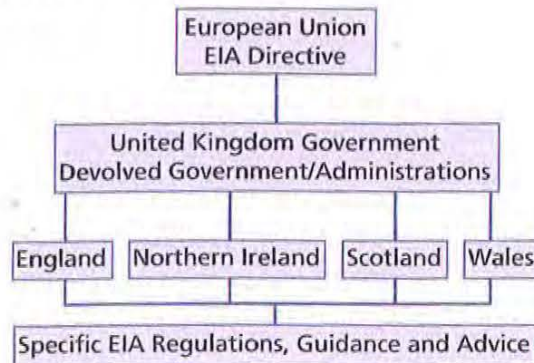 European Union
EIA Directive
United Kingdom Government
Devolved Government/Administrations
England
Northern Ireland
Scotland
Wales
Specific EIA Regulations, Guidance and Advice